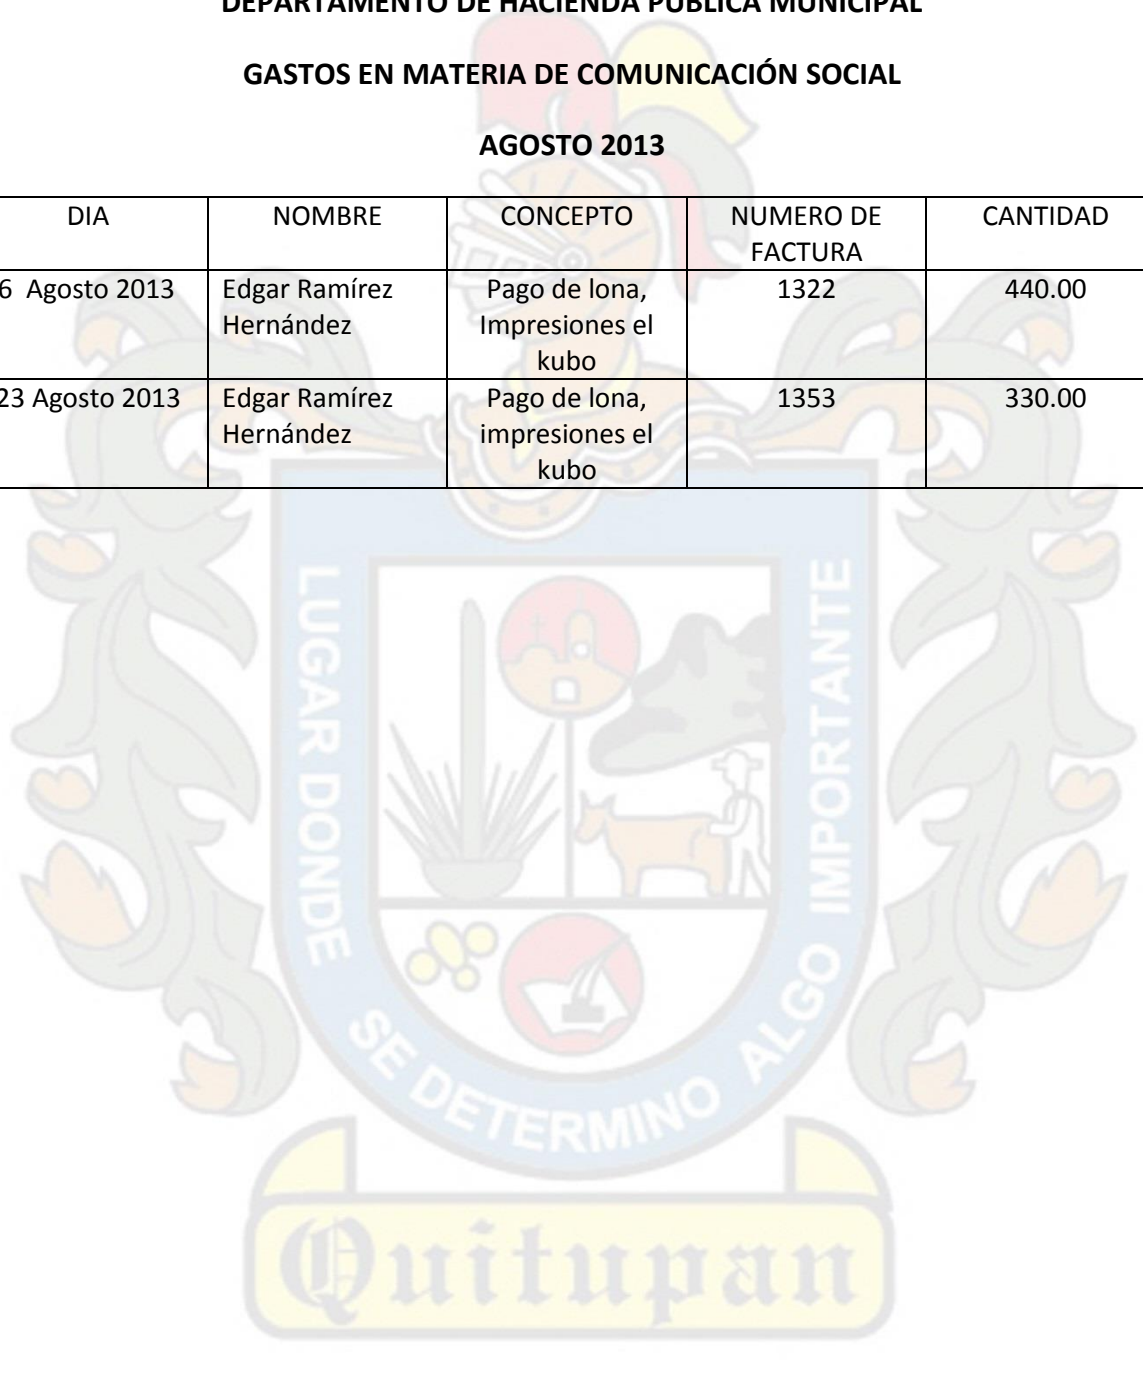 DEPARTAMENTO DE HACIENDA PÚBLICA MUNICIPAL
GASTOS EN MATERIA DE COMUNICACIÓN SOCIAL
AGOSTO 2013
DIA NOMBRE CONCEPTO NUMERO DE FACTURA CANTIDAD
6 Agosto 2013 Edgar Ramírez Hernández Pago de lona, Impresiones el kubo 1322 440.00
23 Agosto 2013 Edgar Ramírez Hernández Pago de lona, impresiones el kubo 1353 330.00
LUGAR DONDE SE DETERMINO ALGO IMPORTANTE
Quitupan